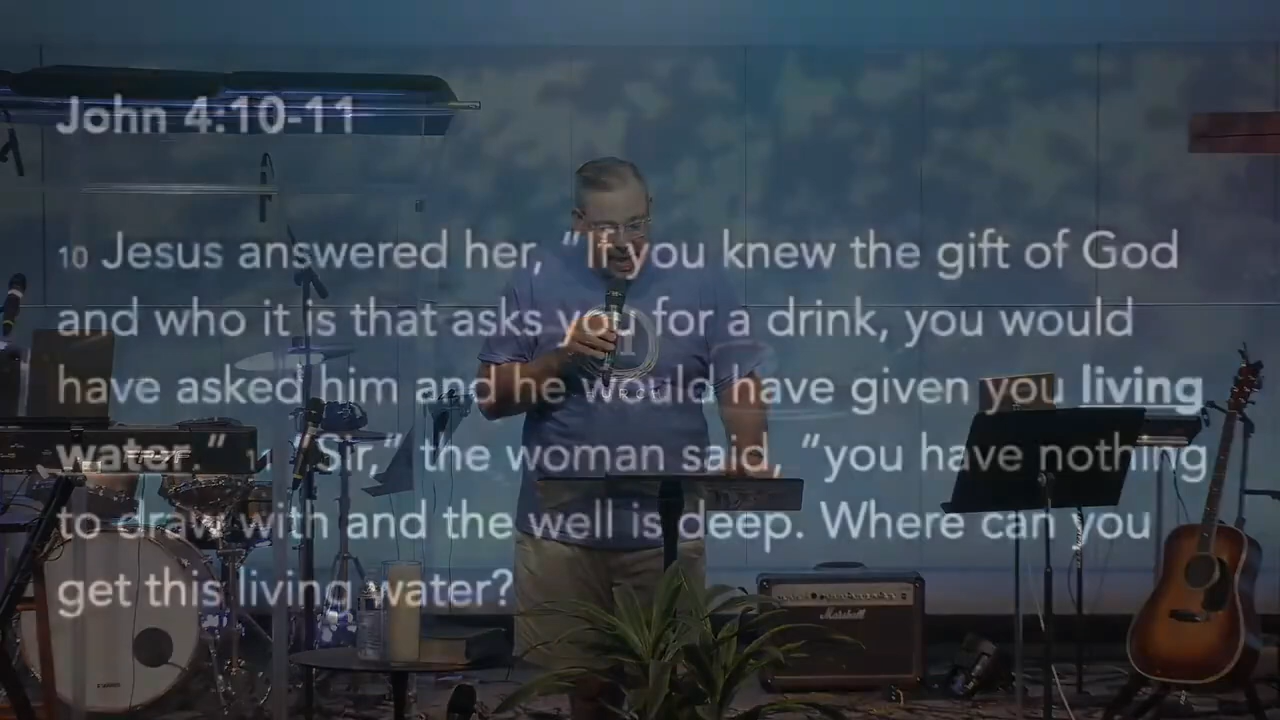 John 4:10-11
10 Jesus answered her, “If you knew the gift of God
and who it is that asks you for a drink, you would
have asked him and he would have given you living
water.” 11 “Sir,” the woman said, “you have nothing
to draw with and the well is deep. Where can you
get this living water?
1
CHURCH
Marshall